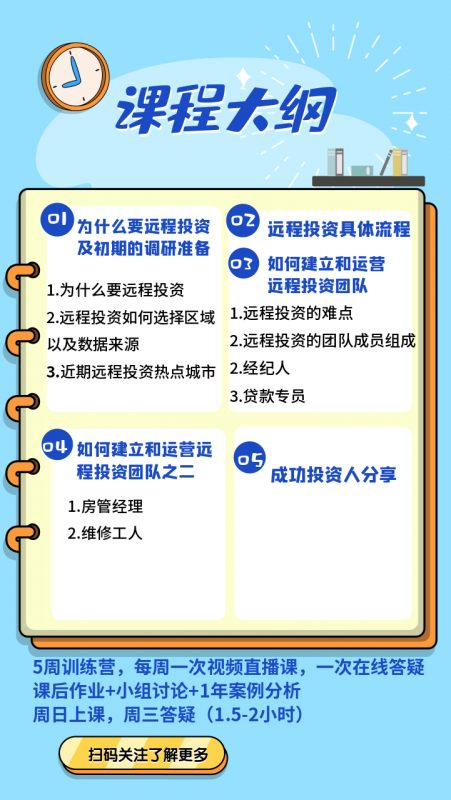 课程大纲
01
为什么要远程投资
及初期的调研准备
1.为什么要远程投资
2.远程投资如何选择区域
以及数据来源
3.近期远程投资热点城市
02
远程投资具体流程
03
如何建立和运营
远程投资团队
1.远程投资的难点
2.远程投资的团队成员组成
2.经纪人
3.贷款专员
04
如何建立和运营远
程投资团队之二
1.房管经理
2.维修工人
05
成功投资人分享
5周训练营，每周一次视频直播课，一次在线答疑
课后作业+小组讨论+1年案例分析
周日上课，周三答疑（1.5-2小时）
扫码关注了解更多